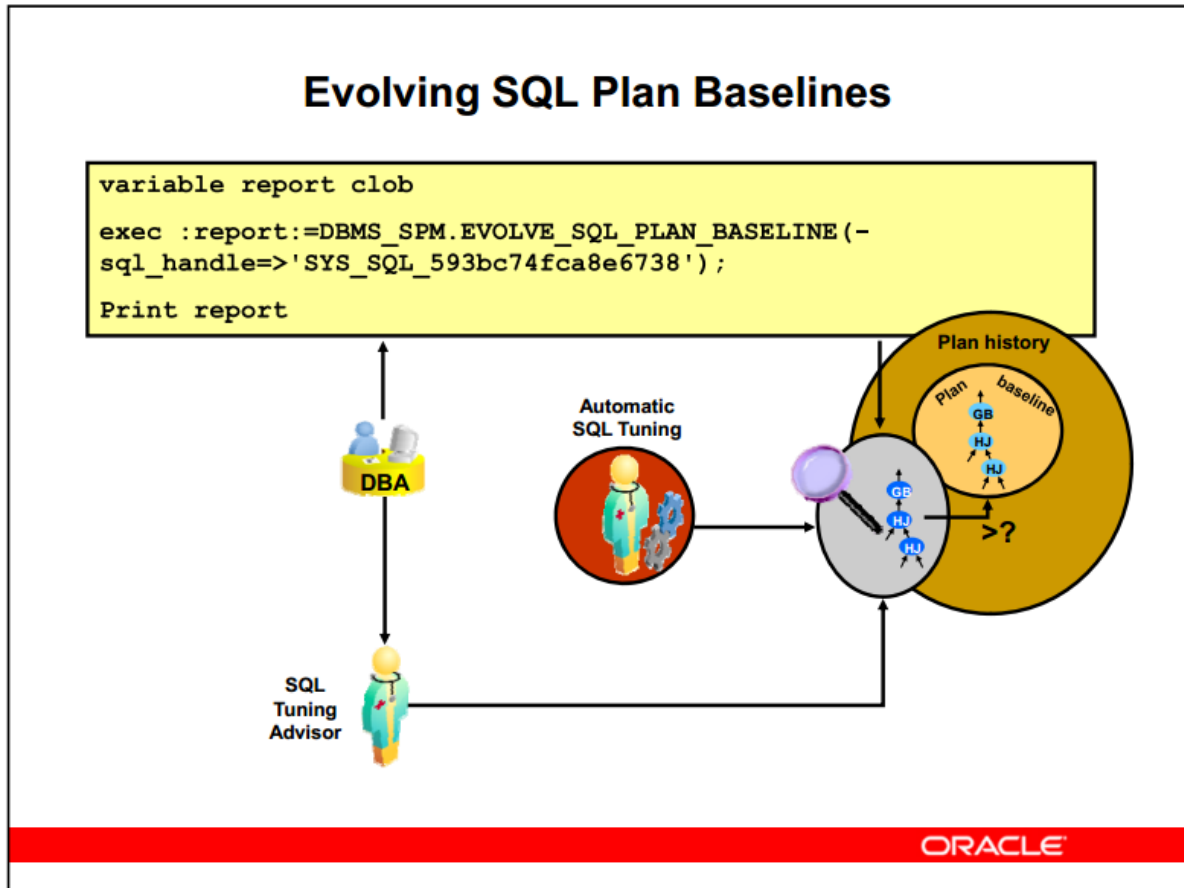 Evolving SQL Plan Baselines
variable report clob
exec :report:=DBMS_SPM.EVOLVE_SQL_PLAN_BASELINE(-
sql_handle=>'SYS_SQL_593bc74fca8e6738');
Print report
Plan history
Plan baseline
GB
HJ
HJ
Automatic
SQL Tuning
DBA
GB
HJ
HJ
>?
SQL
Tuning
Advisor
ORACLE